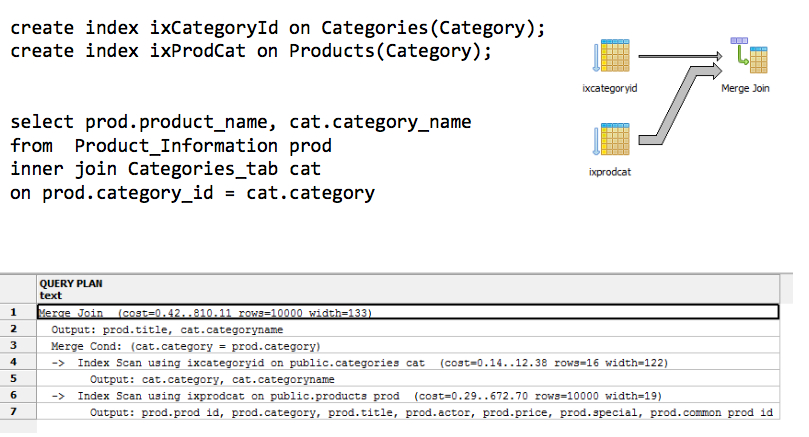 create index ixCategoryId on Categories(Category);
create index ixProdCat on Products(Category);
ixcategoryid
Merge Join
ixprodcat
select prod.product_name, cat.category_name
from  Product_Information prod
inner join Categories_tab cat
on prod.category_id = cat.category
QUERY PLAN
text
1 Merge Join  (cost=0.42..810.11 rows=10000 width=133)
2 Output: prod.title, cat.categoryname
3 Merge Cond: (cat.category = prod.category)
4 ->  Index Scan using ixcategoryid on public.categories cat  (cost=0.14..12.38 rows=16 width=122)
5 Output: cat.category, cat.categoryname
6 ->  Index Scan using ixprodcat on public.products prod  (cost=0.29..672.70 rows=10000 width=19)
7 Output: prod.prod id, prod.category, prod.title, prod.actor, prod.price, prod.special, prod.common prod id